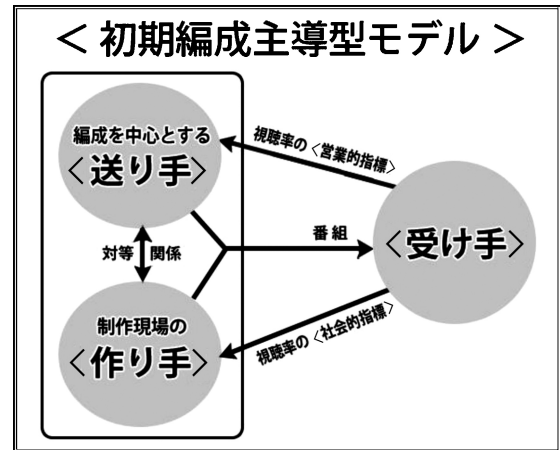 ＜ 初期編成主導型モデル ＞
編成を中心とする
〈送り手〉
視聴率の〈営業的指標〉
対等 関係
番組
〈受け手〉
制作現場の
〈作り手〉
視聴率の〈社会的指標〉